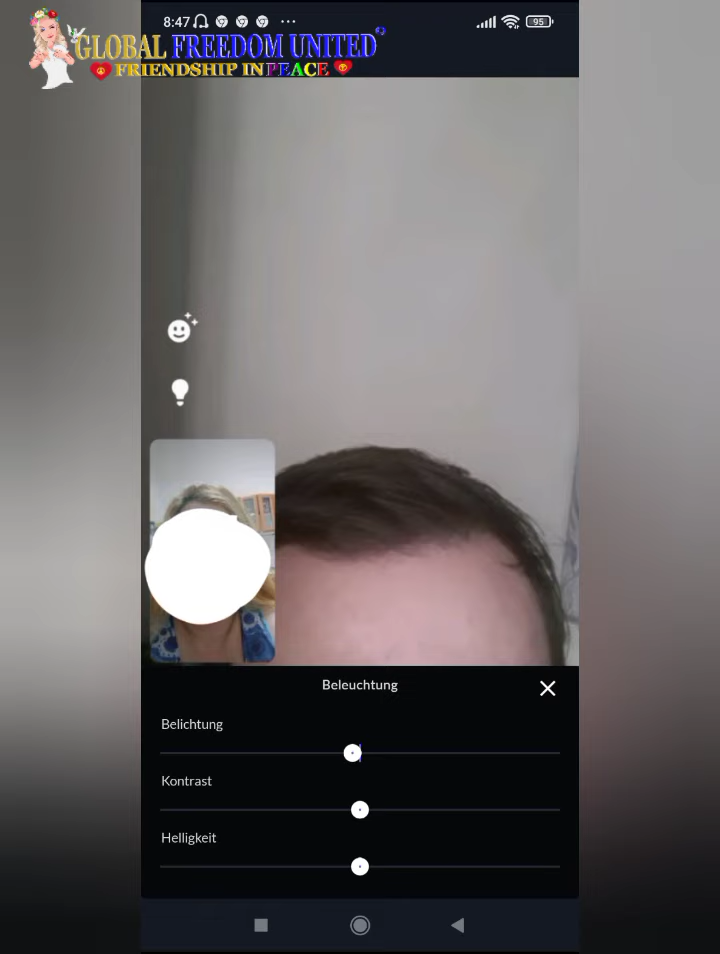 8:47
95
GLOBAL FREEDOM UNITED
FRIENDSHIP IN PEACE
Beleuchtung
Belichtung
Kontrast
Helligkeit